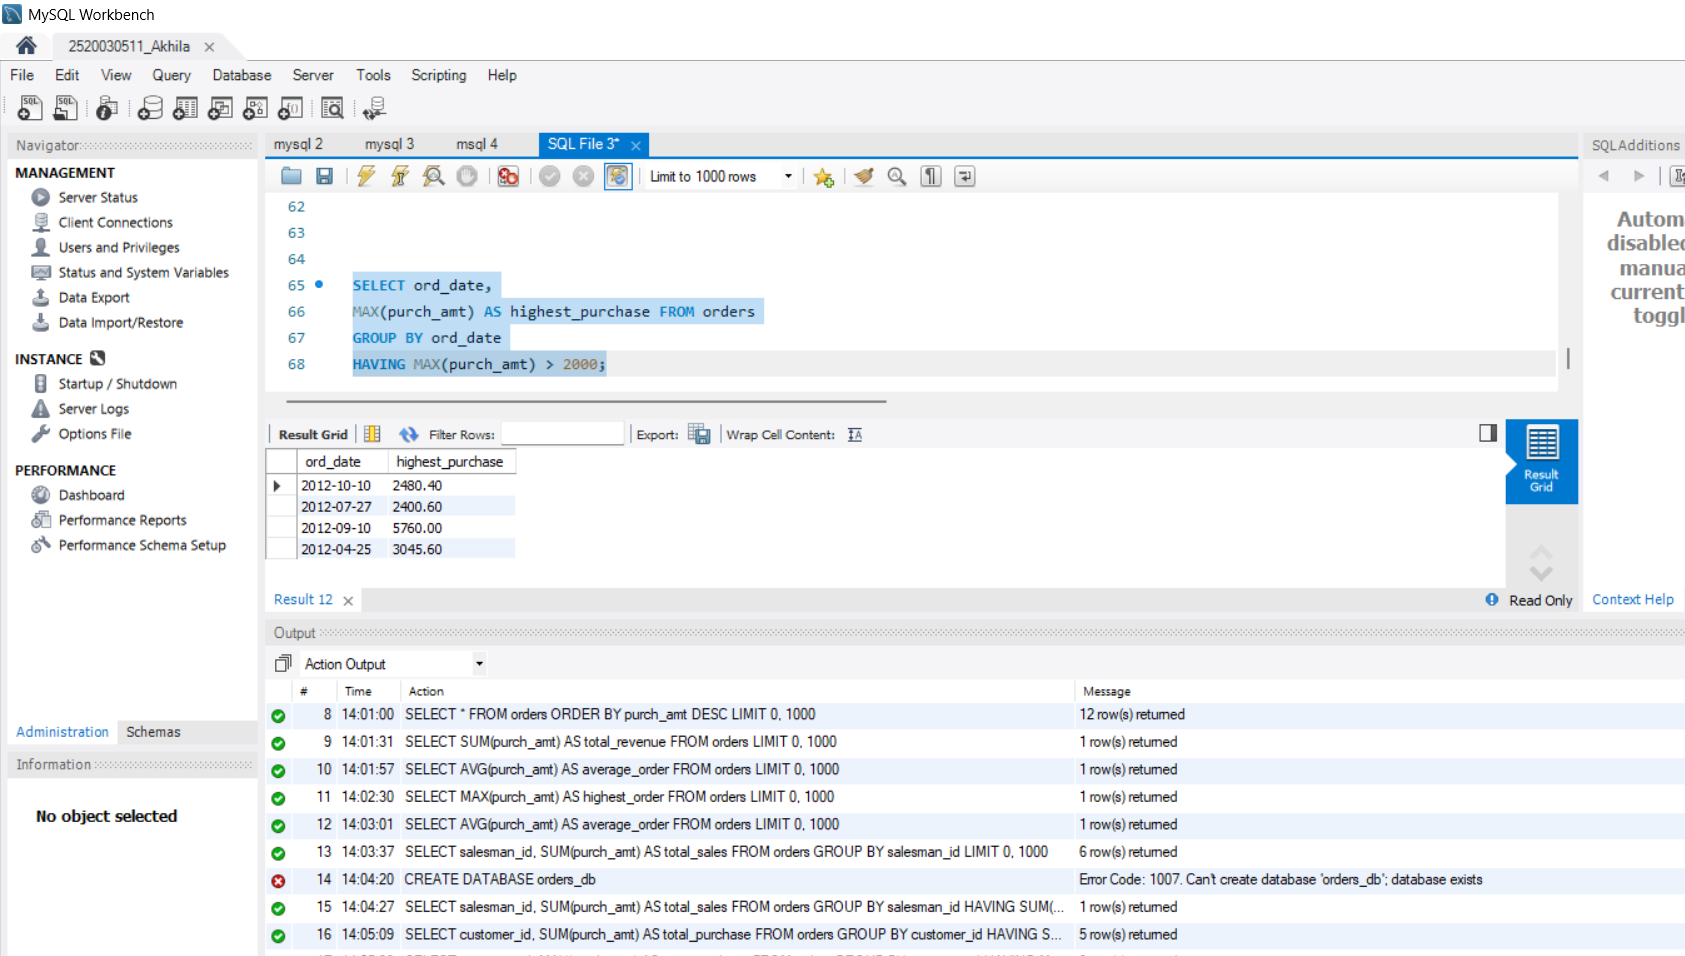 MySQL Workbench
2520030511_Akhila
File Edit View Query Database Server Tools Scripting Help
Navigator
MANAGEMENT
Server Status
Client Connections
Users and Privileges
Status and System Variables
Data Export
Data Import/Restore
INSTANCE
Startup / Shutdown
Server Logs
Options File
PERFORMANCE
Dashboard
Performance Reports
Performance Schema Setup
Administration Schemas
Information
No object selected
mysql 2 mysql 3 msql 4 SQL File 3*
Limit to 1000 rows
62
63
64
65 SELECT ord_date,
66 MAX(purch_amt) AS highest_purchase FROM orders
67 GROUP BY ord_date
68 HAVING MAX(purch_amt) > 2000;
Result Grid Filter Rows: Export: Wrap Cell Content:
ord_date highest_purchase
2012-10-10 2480.40
2012-07-27 2400.60
2012-09-10 5760.00
2012-04-25 3045.60
Result Grid
Result 12 Read Only
SQLAdditions
Autom
disabled
manua
current
toggl
Context Help
Output
Action Output
# Time Action Message
8 14:01:00 SELECT * FROM orders ORDER BY purch_amt DESC LIMIT 0, 1000 12 row(s) returned
9 14:01:31 SELECT SUM(purch_amt) AS total_revenue FROM orders LIMIT 0, 1000 1 row(s) returned
10 14:01:57 SELECT AVG(purch_amt) AS average_order FROM orders LIMIT 0, 1000 1 row(s) returned
11 14:02:30 SELECT MAX(purch_amt) AS highest_order FROM orders LIMIT 0, 1000 1 row(s) returned
12 14:03:01 SELECT AVG(purch_amt) AS average_order FROM orders LIMIT 0, 1000 1 row(s) returned
13 14:03:37 SELECT salesman_id, SUM(purch_amt) AS total_sales FROM orders GROUP BY salesman_id LIMIT 0, 1000 6 row(s) returned
14 14:04:20 CREATE DATABASE orders_db Error Code: 1007. Can't create database 'orders_db'; database exists
15 14:04:27 SELECT salesman_id, SUM(purch_amt) AS total_sales FROM orders GROUP BY salesman_id HAVING SUM(... 1 row(s) returned
16 14:05:09 SELECT customer_id, SUM(purch_amt) AS total_purchase FROM orders GROUP BY customer_id HAVING S... 5 row(s) returned